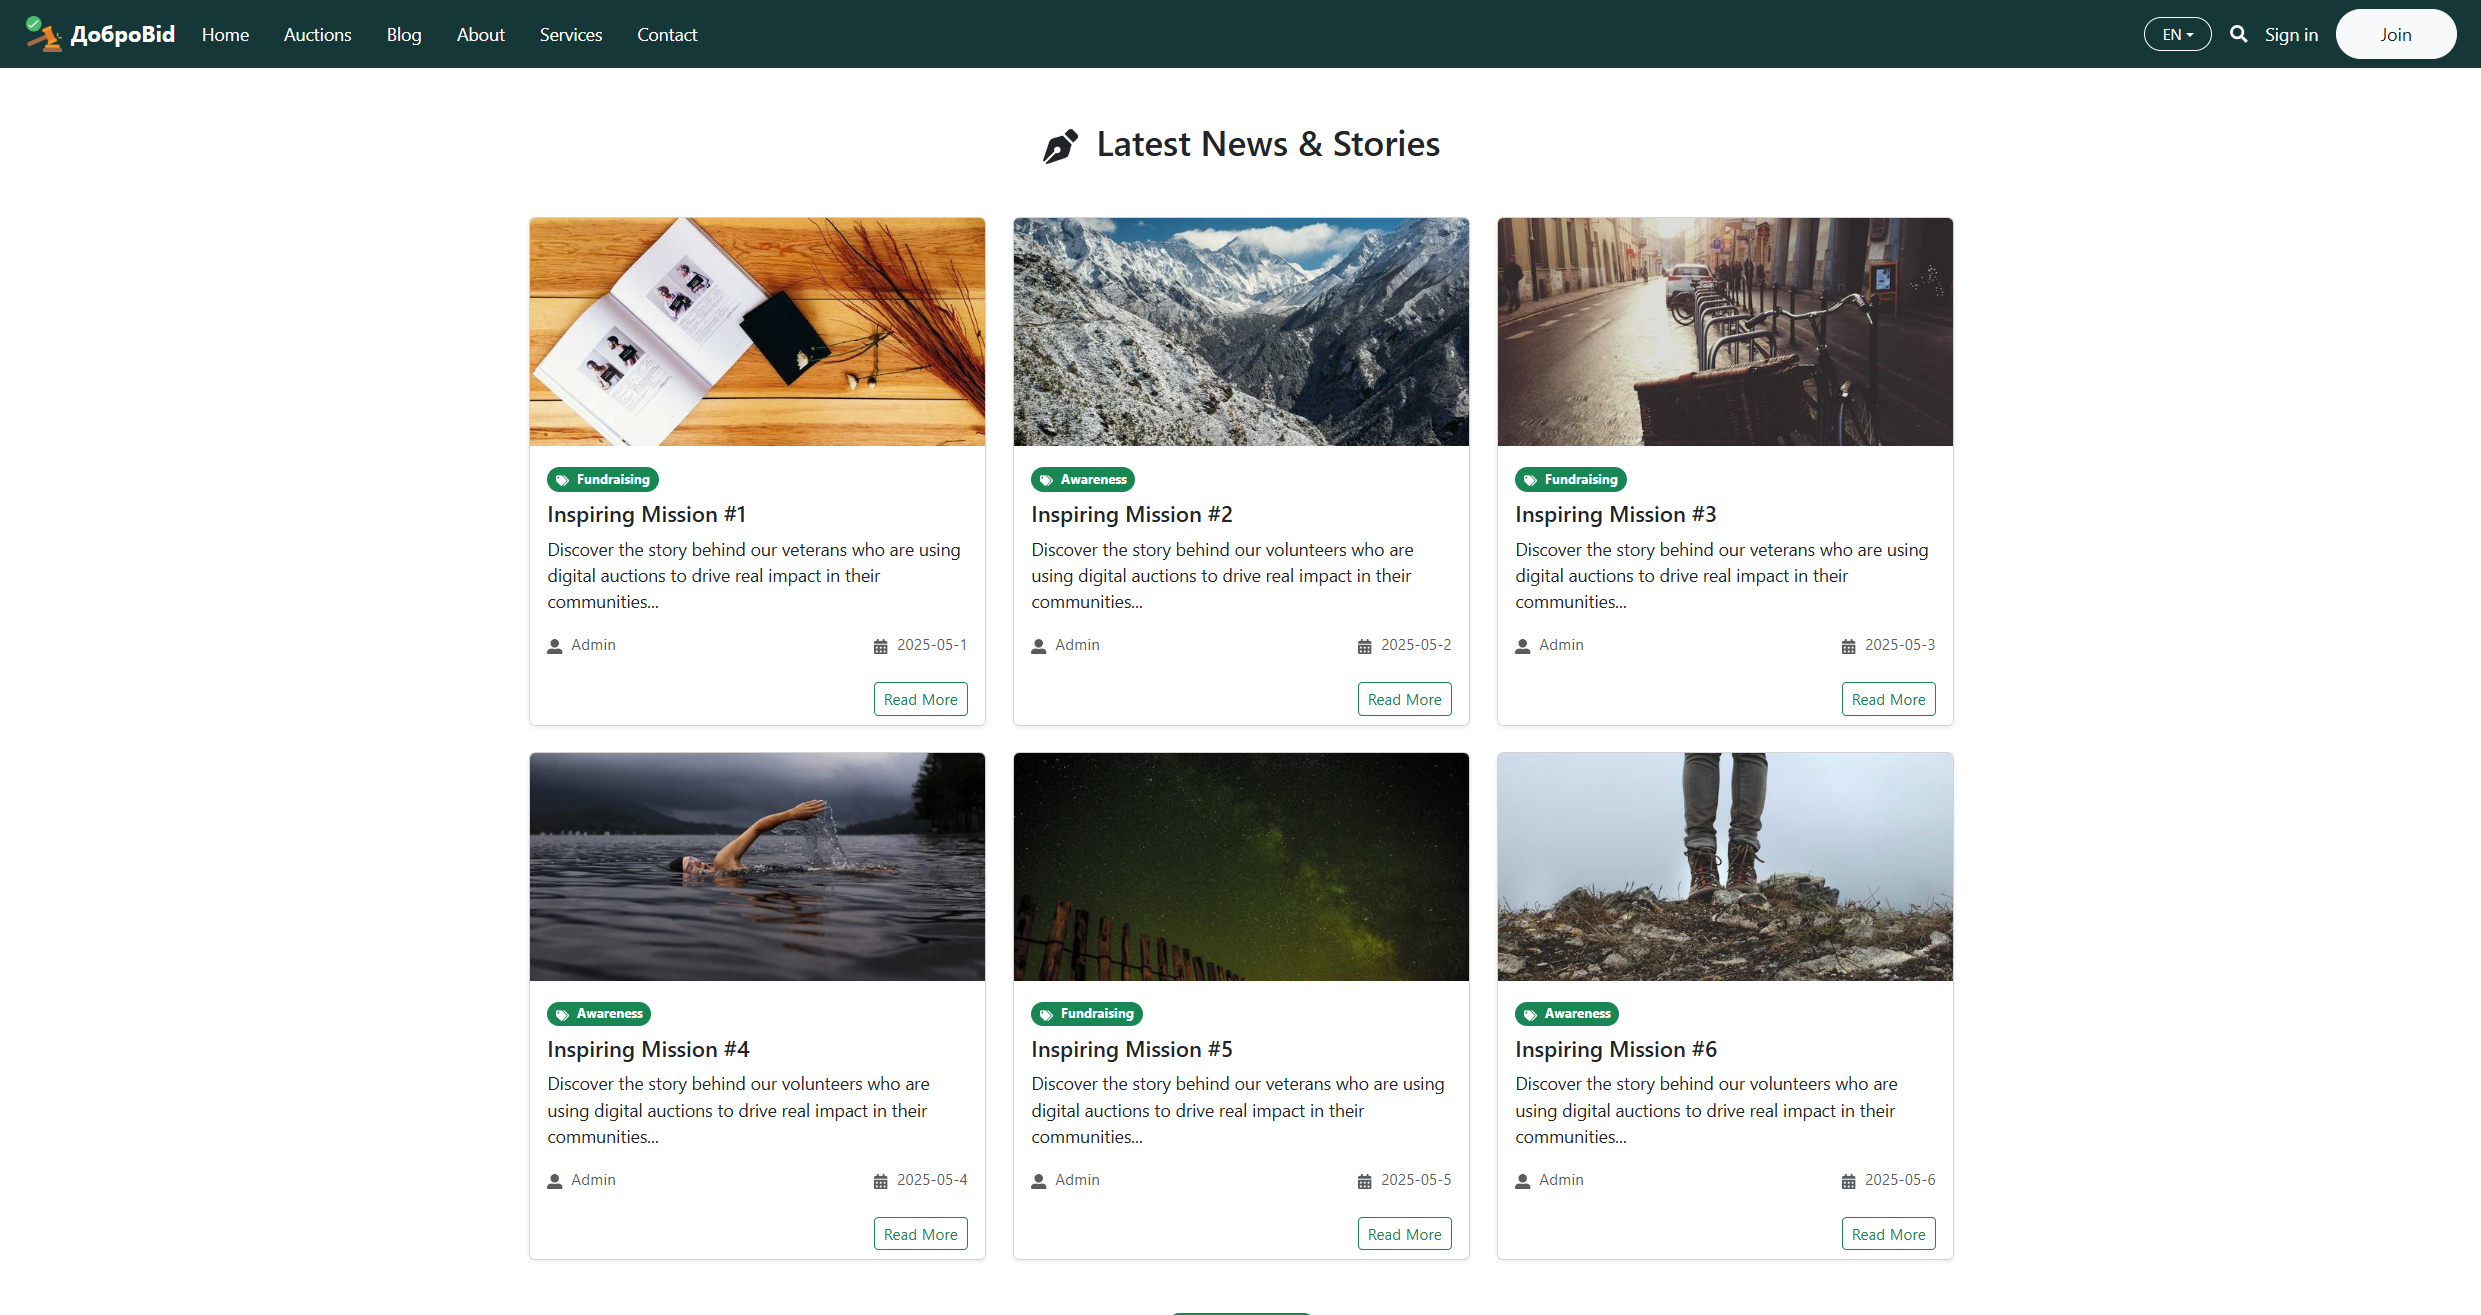 ДоброBid Home Auctions Blog About Services Contact EN Sign in Join
Latest News & Stories
Fundraising
Inspiring Mission #1
Discover the story behind our veterans who are using
digital auctions to drive real impact in their
communities...
Admin 2025-05-1
Read More
Awareness
Inspiring Mission #2
Discover the story behind our volunteers who are
using digital auctions to drive real impact in their
communities...
Admin 2025-05-2
Read More
Fundraising
Inspiring Mission #3
Discover the story behind our veterans who are using
digital auctions to drive real impact in their
communities...
Admin 2025-05-3
Read More
Awareness
Inspiring Mission #4
Discover the story behind our volunteers who are
using digital auctions to drive real impact in their
communities...
Admin 2025-05-4
Read More
Fundraising
Inspiring Mission #5
Discover the story behind our veterans who are using
digital auctions to drive real impact in their
communities...
Admin 2025-05-5
Read More
Awareness
Inspiring Mission #6
Discover the story behind our volunteers who are
using digital auctions to drive real impact in their
communities...
Admin 2025-05-6
Read More